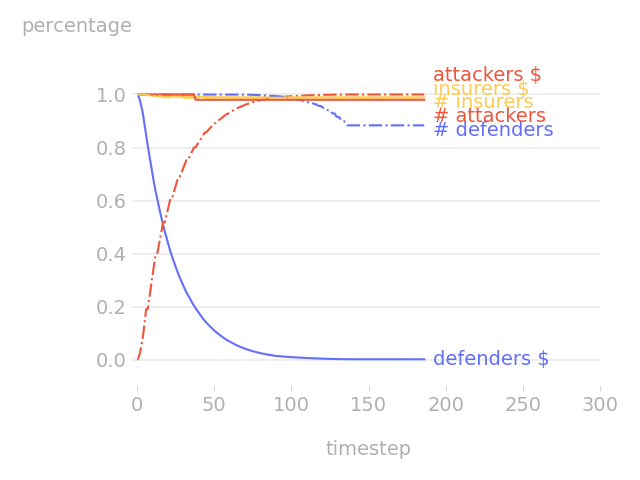 percentage
attackers $
insurers $
# insurers
# attackers
# defenders
defenders $
1.0
0.8
0.6
0.4
0.2
0.0
0 50 100 150 200 250 300
timestep